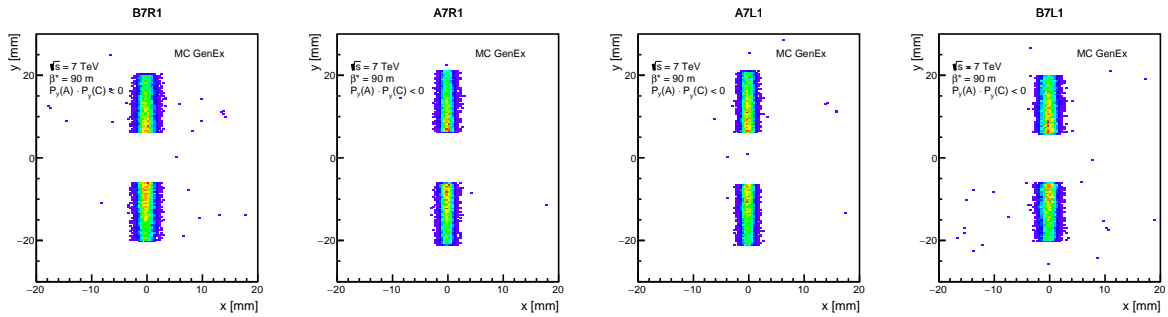 B7R1
y [mm]
MC GenEx
√s = 7 TeV
β* = 90 m
P_y(A) · P_y(C) < 0
20
0
−20
−20 −10 0 10 20
x [mm]
A7R1
y [mm]
MC GenEx
√s = 7 TeV
β* = 90 m
P_y(A) · P_y(C) < 0
20
0
−20
−20 −10 0 10 20
x [mm]
A7L1
y [mm]
MC GenEx
√s = 7 TeV
β* = 90 m
P_y(A) · P_y(C) < 0
20
0
−20
−20 −10 0 10 20
x [mm]
B7L1
y [mm]
MC GenEx
√s = 7 TeV
β* = 90 m
P_y(A) · P_y(C) < 0
20
0
−20
−20 −10 0 10 20
x [mm]